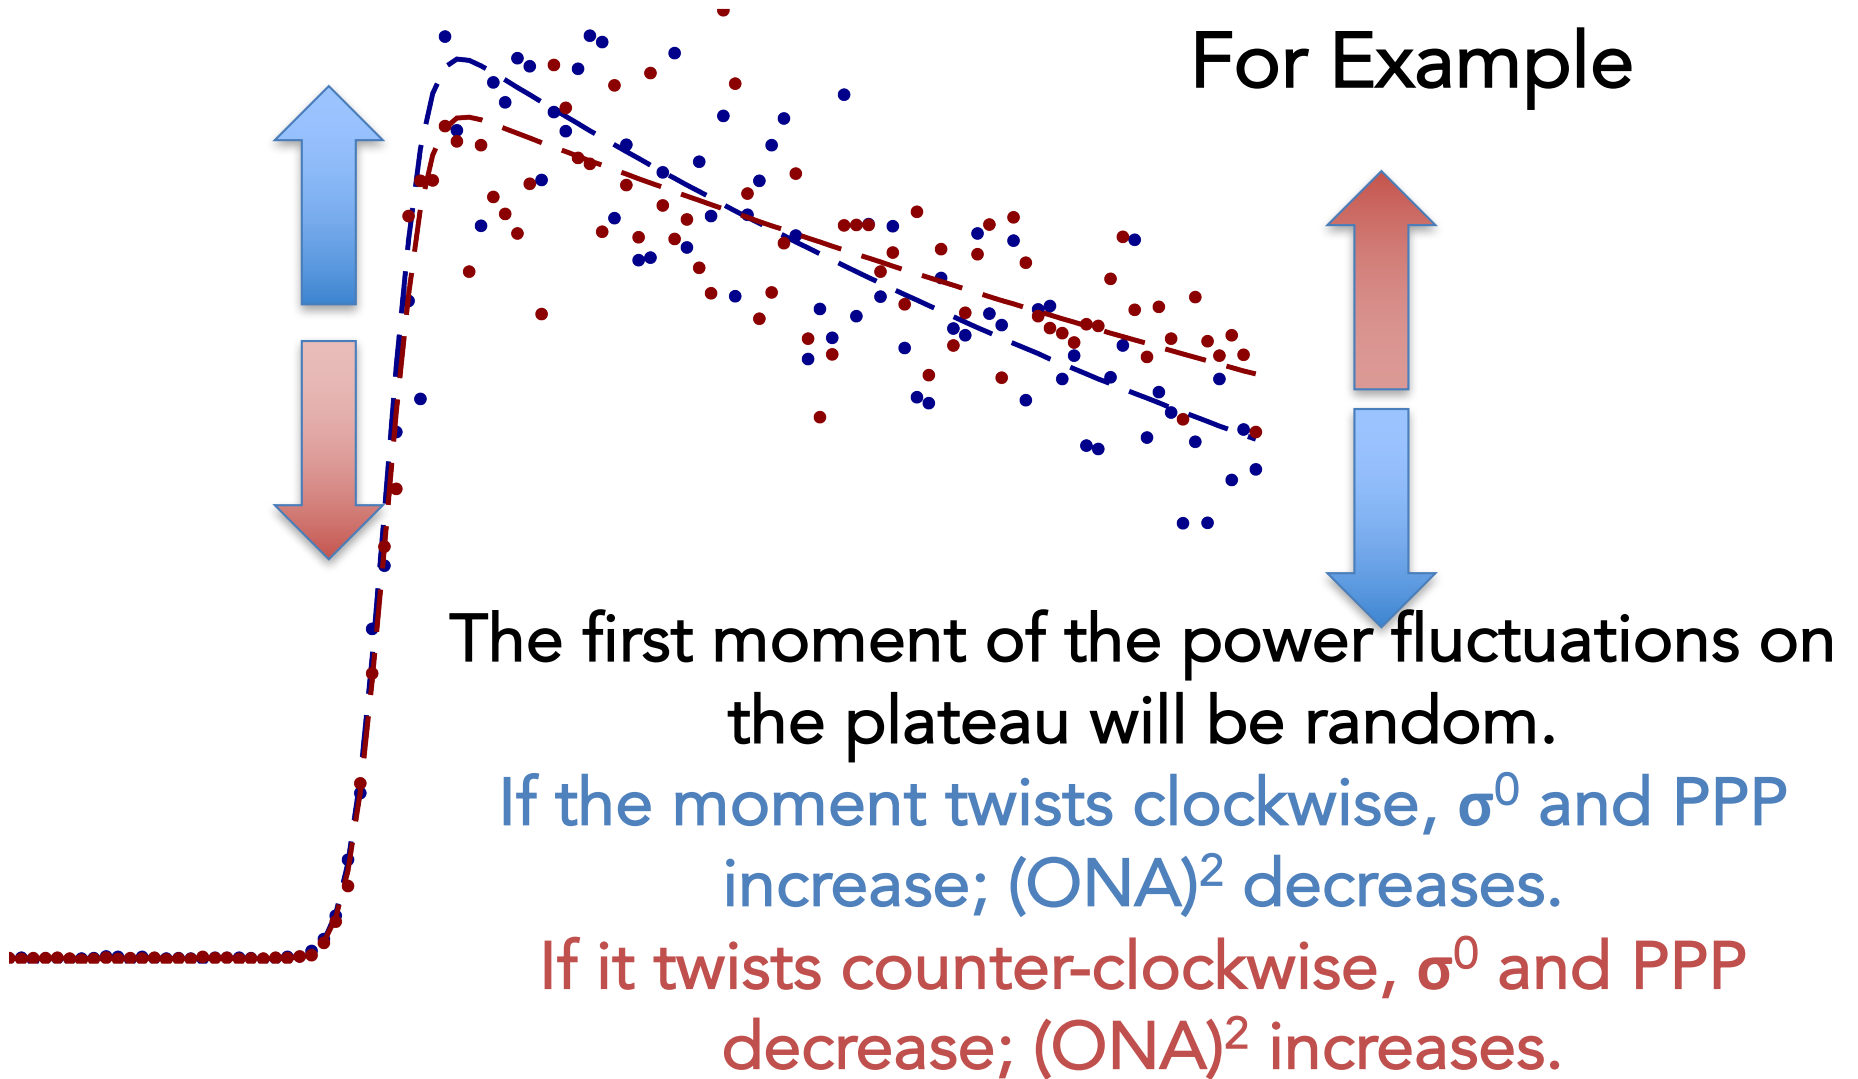 For Example
The first moment of the power fluctuations on
the plateau will be random.
If the moment twists clockwise, σ⁰ and PPP
increase; (ONA)² decreases.
If it twists counter-clockwise, σ⁰ and PPP
decrease; (ONA)² increases.